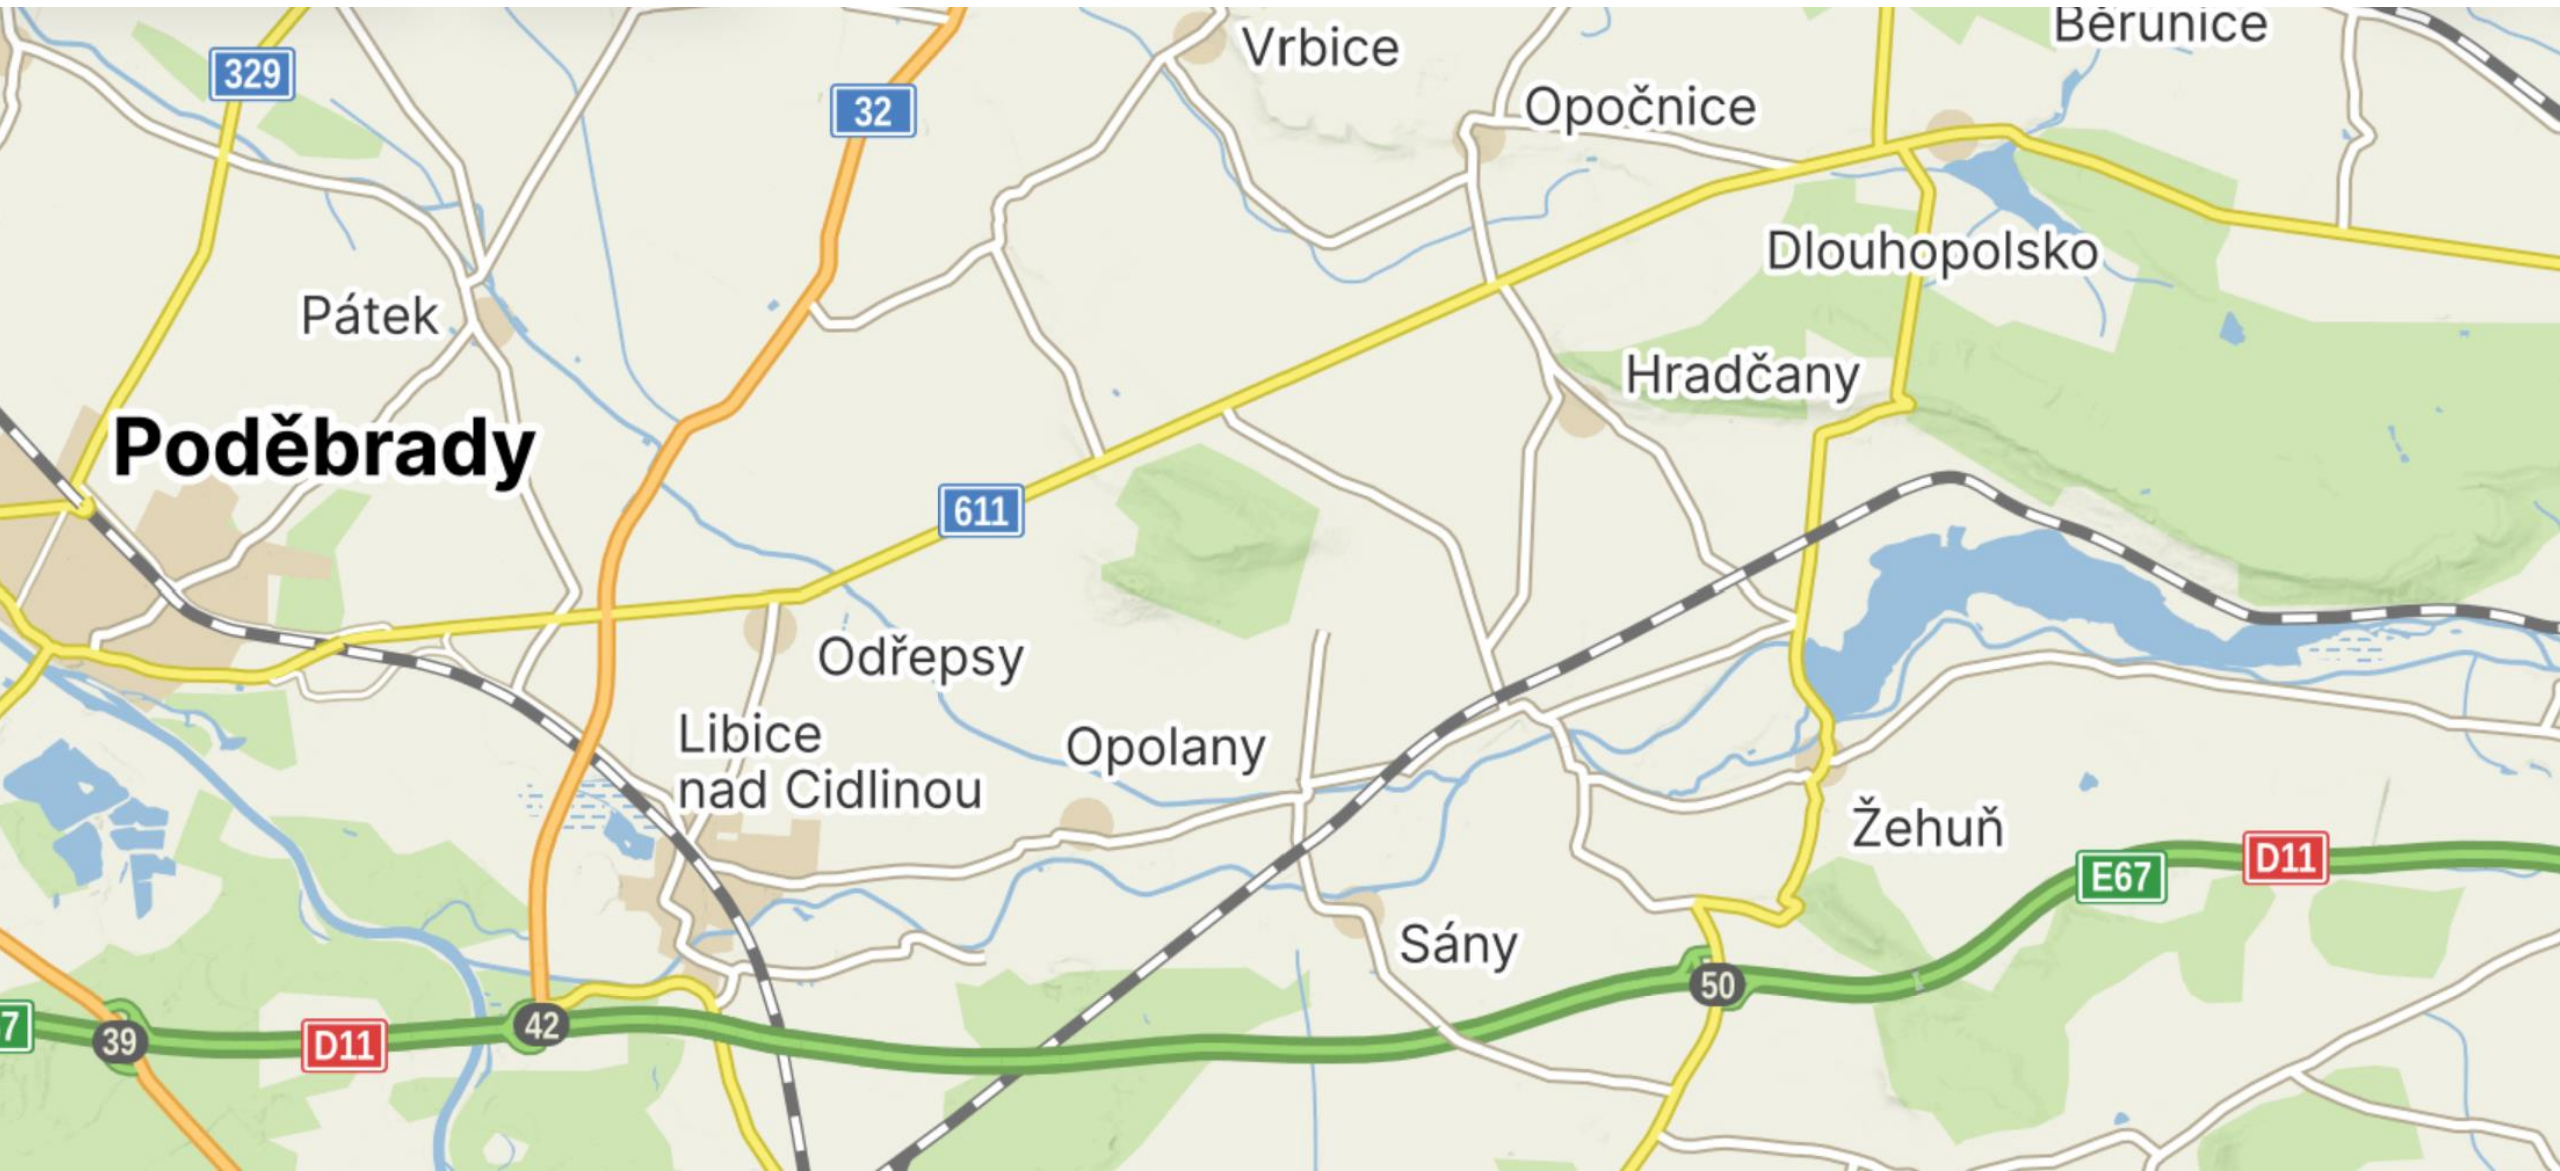 Vrbice
Běrunice
329
32
Opočnice
Dlouhopolsko
Pátek
Hradčany
Poděbrady
611
Odřepsy
Libice
nad Cidlinou
Opolany
Žehuň
D11
E67
Sány
50
7
39
D11
42